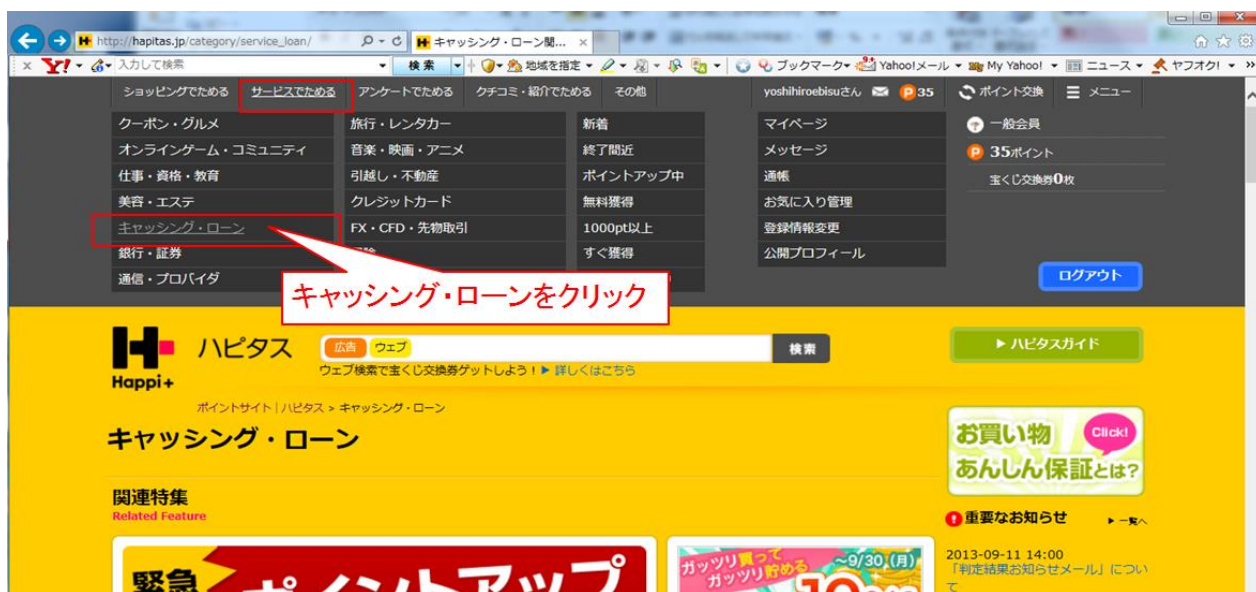 http://hapitas.jp/category/service_loan/
キャッシング・ローン関...
入力して検索
検索
地域を指定
ブックマーク
Yahoo!メール
My Yahoo!
ニュース
ヤフオク!
ショッピングでためる サービスでためる アンケートでためる クチコミ・紹介でためる その他
yoshihiroebisuさん 35 ポイント交換 メニュー
クーポン・グルメ 旅行・レンタカー 新着 マイページ 一般会員
オンラインゲーム・コミュニティ 音楽・映画・アニメ 終了間近 メッセージ 35ポイント
仕事・資格・教育 引越し・不動産 ポイントアップ中 通帳 宝くじ交換券0枚
美容・エステ クレジットカード 無料獲得 お気に入り管理
キャッシング・ローン FX・CFD・先物取引 1000pt以上 登録情報変更
銀行・証券 すぐ獲得 公開プロフィール
通信・プロバイダ
ログアウト
キャッシング・ローンをクリック
ハピタス
Happi+
広告 ウェブ
検索
ウェブ検索で宝くじ交換券ゲットしよう!▶詳しくはこちら
▶ハピタスガイド
ポイントサイト|ハピタス > キャッシング・ローン
キャッシング・ローン
お買い物
Click!
あんしん保証とは?
関連特集
Related Feature
重要なお知らせ ▶一覧へ
2013-09-11 14:00
「判定結果お知らせメール」につい
て
緊急
ポイントアップ
ガッツリ買って
ガッツリ貯める
~9/30(月)